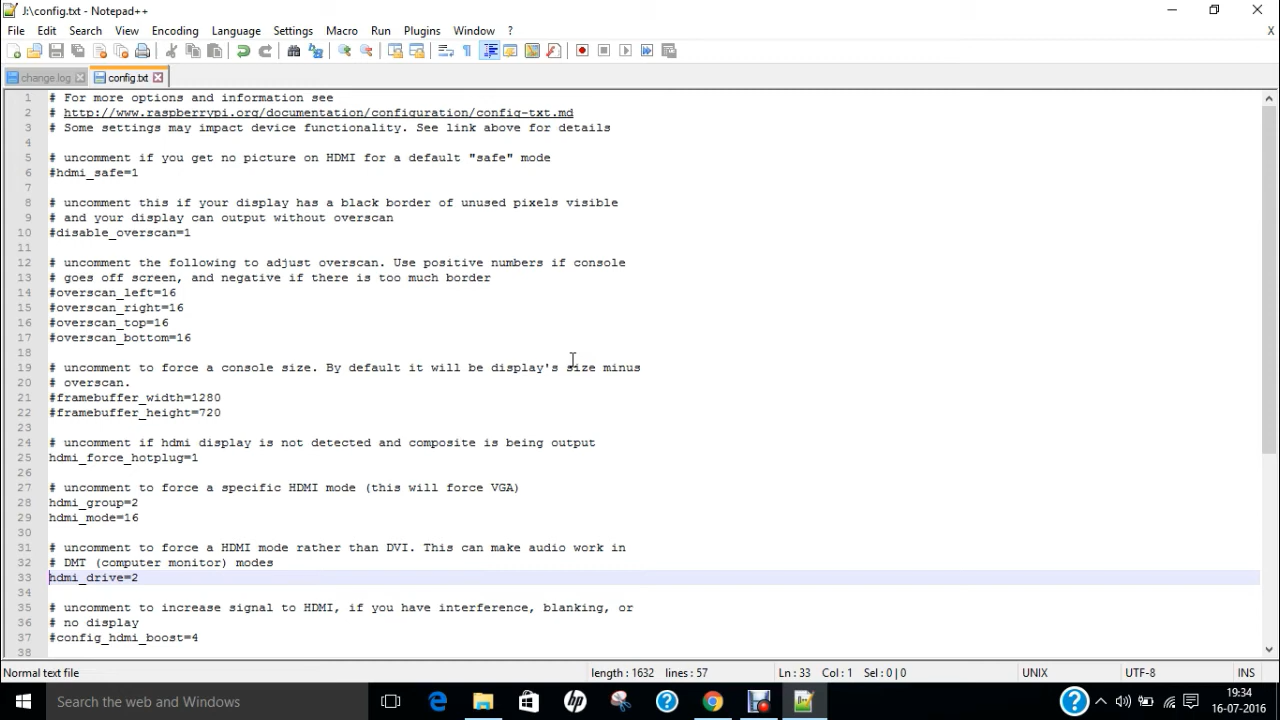 J:\config.txt - Notepad++
File Edit Search View Encoding Language Settings Macro Run Plugins Window ?
X
change.log config.txt
1 # For more options and information see
2 # http://www.raspberrypi.org/documentation/configuration/config-txt.md
3 # Some settings may impact device functionality. See link above for details
4
5 # uncomment if you get no picture on HDMI for a default "safe" mode
6 #hdmi_safe=1
7
8 # uncomment this if your display has a black border of unused pixels visible
9 # and your display can output without overscan
10 #disable_overscan=1
11
12 # uncomment the following to adjust overscan. Use positive numbers if console
13 # goes off screen, and negative if there is too much border
14 #overscan_left=16
15 #overscan_right=16
16 #overscan_top=16
17 #overscan_bottom=16
18
19 # uncomment to force a console size. By default it will be display's size minus
20 # overscan.
21 #framebuffer_width=1280
22 #framebuffer_height=720
23
24 # uncomment if hdmi display is not detected and composite is being output
25 hdmi_force_hotplug=1
26
27 # uncomment to force a specific HDMI mode (this will force VGA)
28 hdmi_group=2
29 hdmi_mode=16
30
31 # uncomment to force a HDMI mode rather than DVI. This can make audio work in
32 # DMT (computer monitor) modes
33 hdmi_drive=2
34
35 # uncomment to increase signal to HDMI, if you have interference, blanking, or
36 # no display
37 #config_hdmi_boost=4
38
Normal text file length : 1632 lines : 57 Ln : 33 Col : 1 Sel : 0 | 0 UNIX UTF-8 INS
Search the web and Windows
hp
19:34
16-07-2016